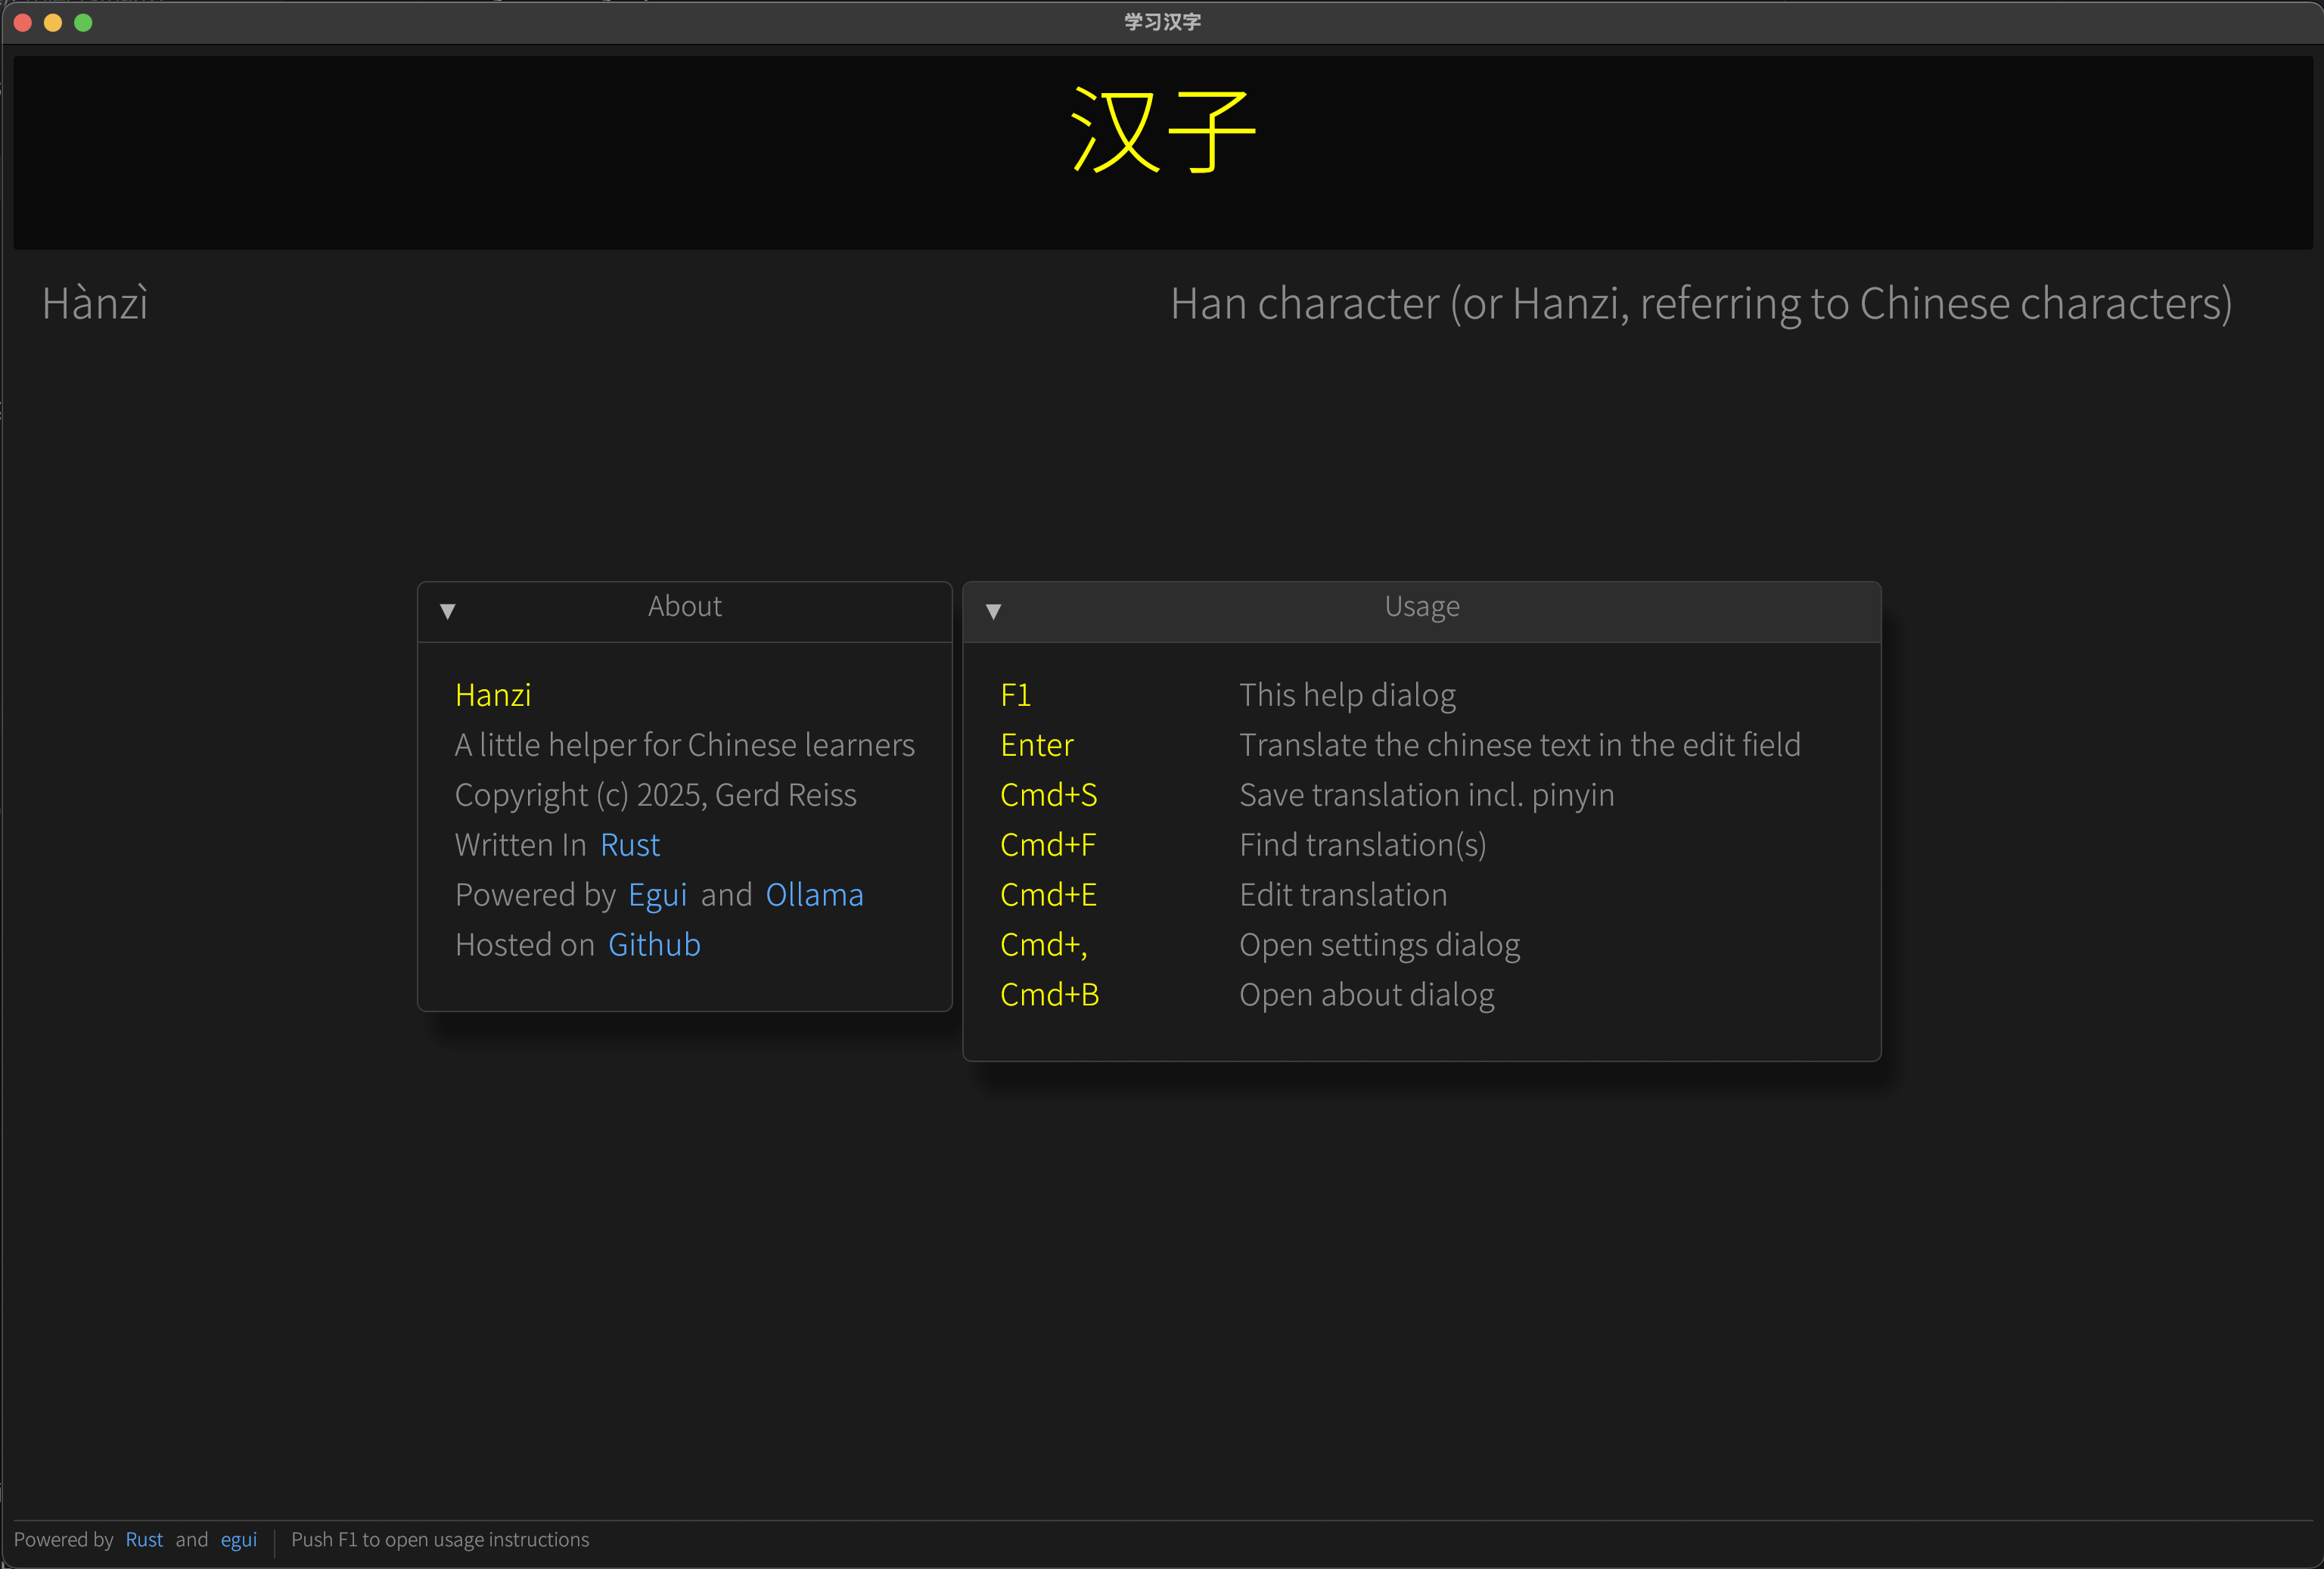 学习汉字
汉子
Hànzì
Han character (or Hanzi, referring to Chinese characters)
About
Hanzi
A little helper for Chinese learners
Copyright (c) 2025, Gerd Reiss
Written In Rust
Powered by Egui and Ollama
Hosted on Github
Usage
F1 This help dialog
Enter Translate the chinese text in the edit field
Cmd+S Save translation incl. pinyin
Cmd+F Find translation(s)
Cmd+E Edit translation
Cmd+, Open settings dialog
Cmd+B Open about dialog
Powered by Rust and egui | Push F1 to open usage instructions